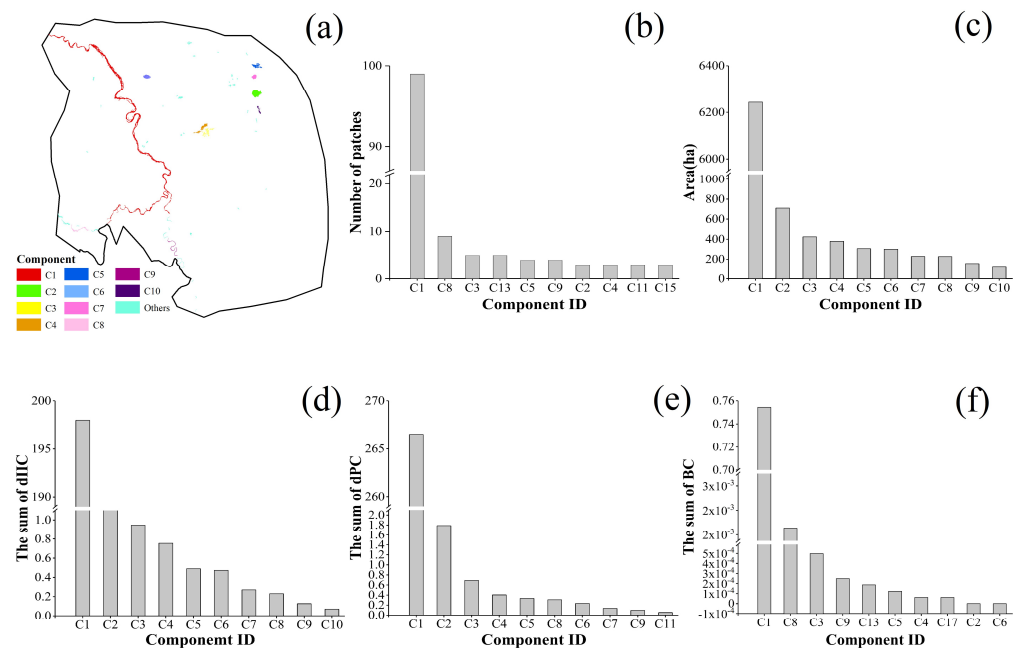 (a)
Component
C1 C5 C9
C2 C6 C10
C3 C7 Others
C4 C8
(b)
Number of patches
100
90
20
10
0
C1 C8 C3 C13 C5 C9 C2 C4 C11 C15
Component ID
(c)
Area(ha)
6400
6200
6000
1000
800
600
400
200
0
C1 C2 C3 C4 C5 C6 C7 C8 C9 C10
Component ID
(d)
The sum of dIIC
200
195
190
1.0
0.8
0.6
0.4
0.2
0.0
C1 C2 C3 C4 C5 C6 C7 C8 C9 C10
Componemt ID
(e)
The sum of dPC
270
265
260
2.0
1.8
1.6
1.4
1.2
1.0
0.8
0.6
0.4
0.2
0.0
C1 C2 C3 C4 C5 C8 C6 C7 C9 C11
Component ID
(f)
The sum of BC
0.76
0.74
0.72
0.70
3x10⁻³
2x10⁻³
2x10⁻³
5x10⁻⁴
4x10⁻⁴
3x10⁻⁴
2x10⁻⁴
1x10⁻⁴
0
-1x10⁻⁴
C1 C8 C3 C9 C13 C5 C4 C17 C2 C6
Component ID